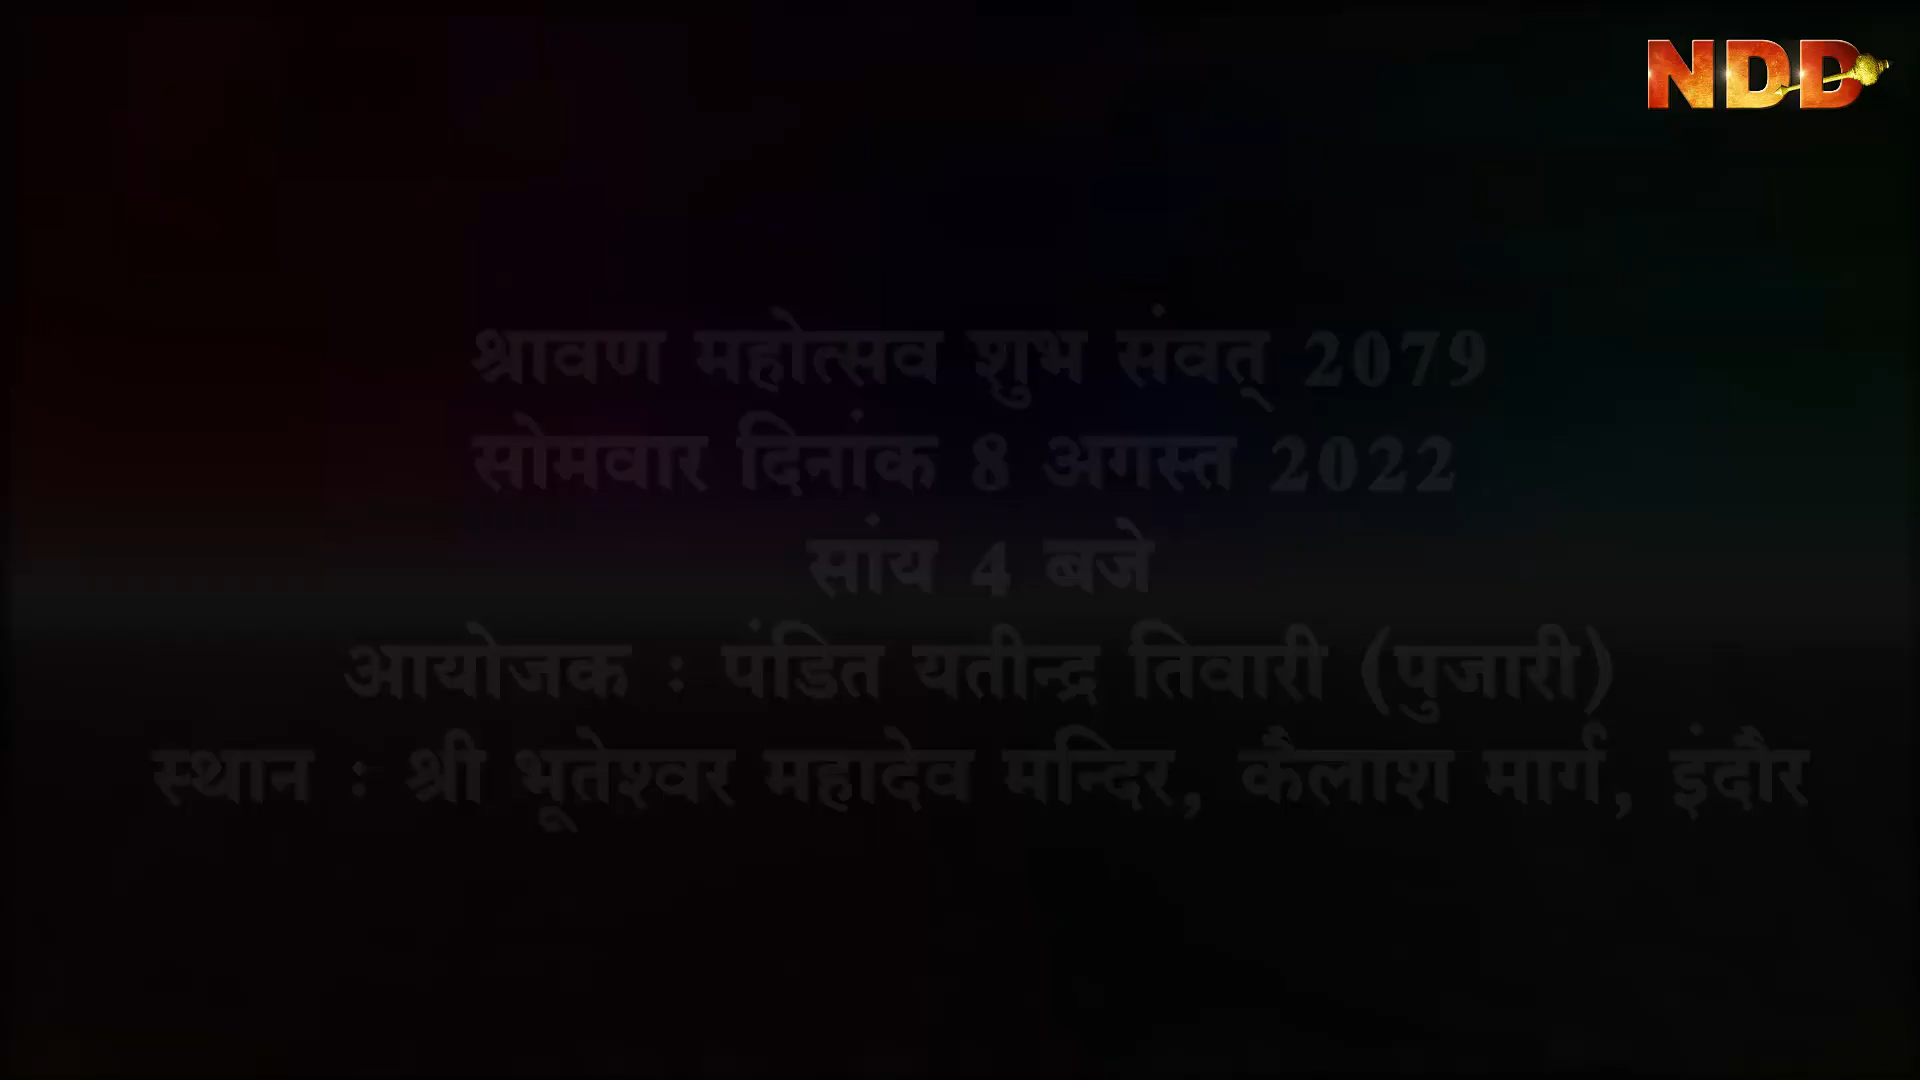 NDD
श्रावण महोत्सव शुभ संवत् 2079
सोमवार दिनांक 8 अगस्त 2022
सांय 4 बजे
आयोजक : पंडित यतीन्द्र तिवारी (पुजारी)
स्थान : श्री भूतेश्वर महादेव मन्दिर, कैलाश मार्ग, इंदौर